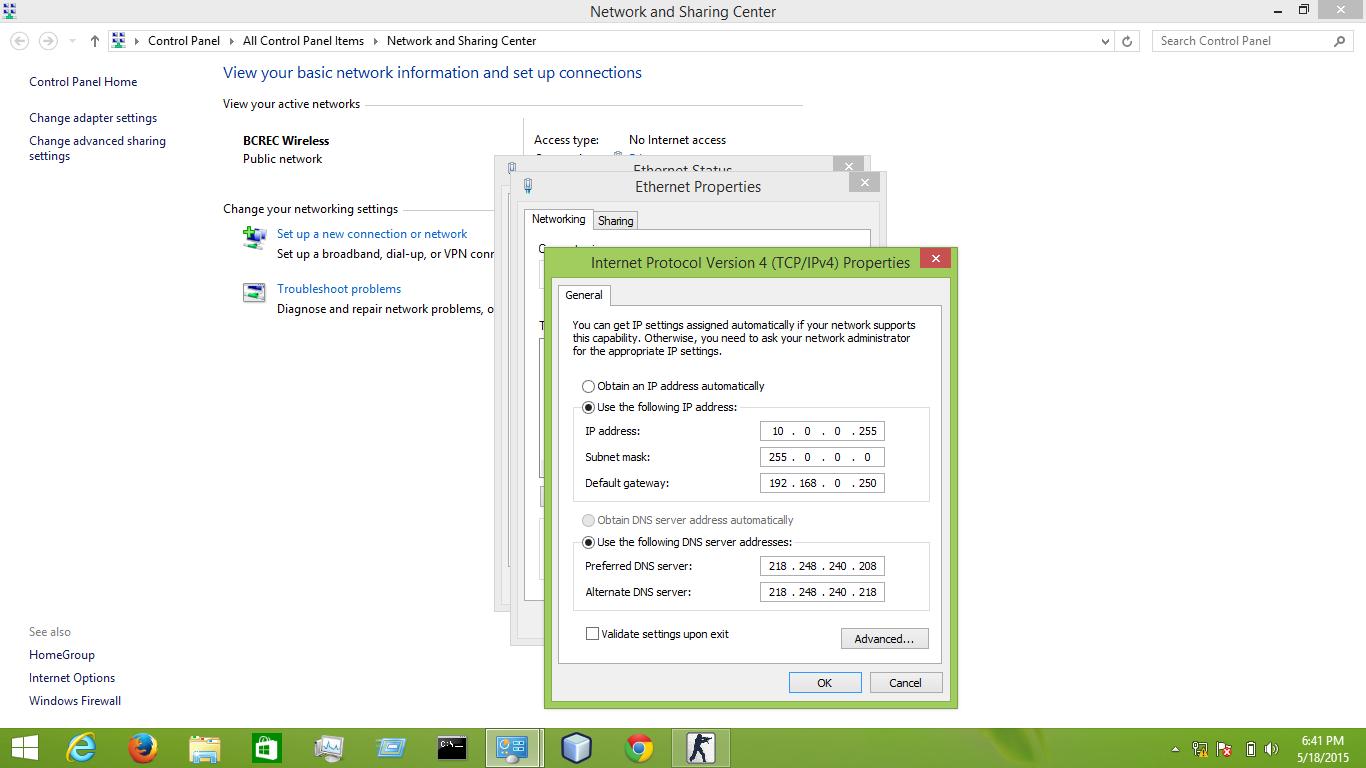 Network and Sharing Center
Control Panel
All Control Panel Items
Network and Sharing Center
Search Control Panel
Control Panel Home
Change adapter settings
Change advanced sharing
settings
View your basic network information and set up connections
View your active networks
BCREC Wireless
Public network
Access type:
No Internet access
Change your networking settings
Set up a new connection or network
Set up a broadband, dial-up, or VPN conn
Troubleshoot problems
Diagnose and repair network problems, o
Ethernet Status
Ethernet Properties
Networking
Sharing
Internet Protocol Version 4 (TCP/IPv4) Properties
General
You can get IP settings assigned automatically if your network supports
this capability. Otherwise, you need to ask your network administrator
for the appropriate IP settings.
Obtain an IP address automatically
Use the following IP address:
IP address:
10 . 0 . 0 . 255
Subnet mask:
255 . 0 . 0 . 0
Default gateway:
192 . 168 . 0 . 250
Obtain DNS server address automatically
Use the following DNS server addresses:
Preferred DNS server:
218 . 248 . 240 . 208
Alternate DNS server:
218 . 248 . 240 . 218
Validate settings upon exit
Advanced...
OK
Cancel
See also
HomeGroup
Internet Options
Windows Firewall
C:\
6:41 PM
5/18/2015